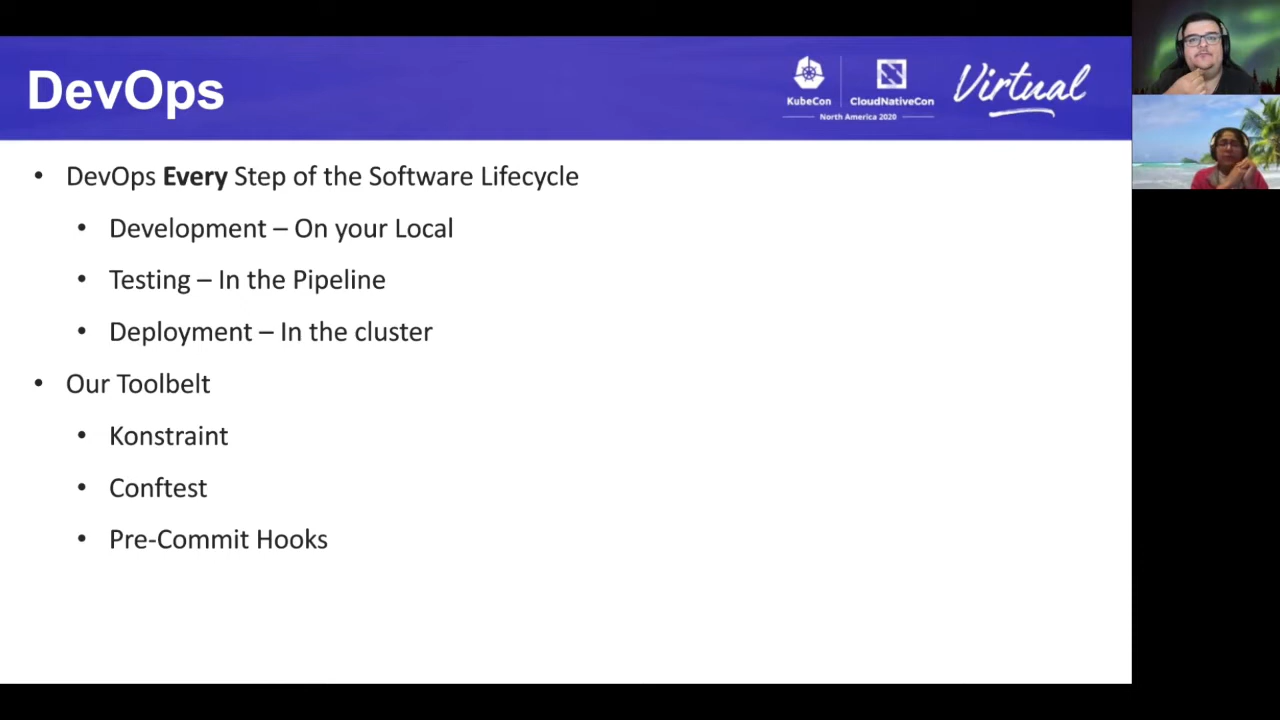 DevOps
KubeCon
CloudNativeCon
North America 2020
Virtual
• DevOps Every Step of the Software Lifecycle
• Development – On your Local
• Testing – In the Pipeline
• Deployment – In the cluster
• Our Toolbelt
• Konstraint
• Conftest
• Pre-Commit Hooks